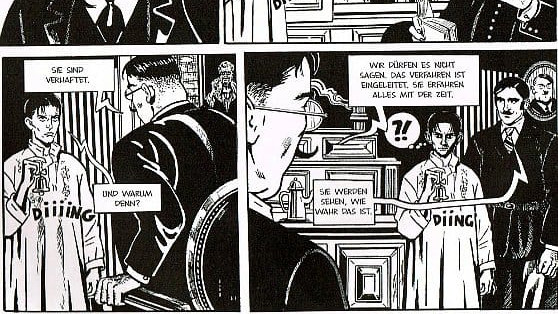 SIE SIND
VERHAFTET.
UND WARUM
DENN?
DIIING
WIR DÜRFEN ES NICHT
SAGEN. DAS VERFAHREN IST
EINGELEITET, SIE ERFAHREN
ALLES MIT DER ZEIT.
?!
SIE WERDEN
SEHEN, WIE
WAHR DAS IST.
DIING